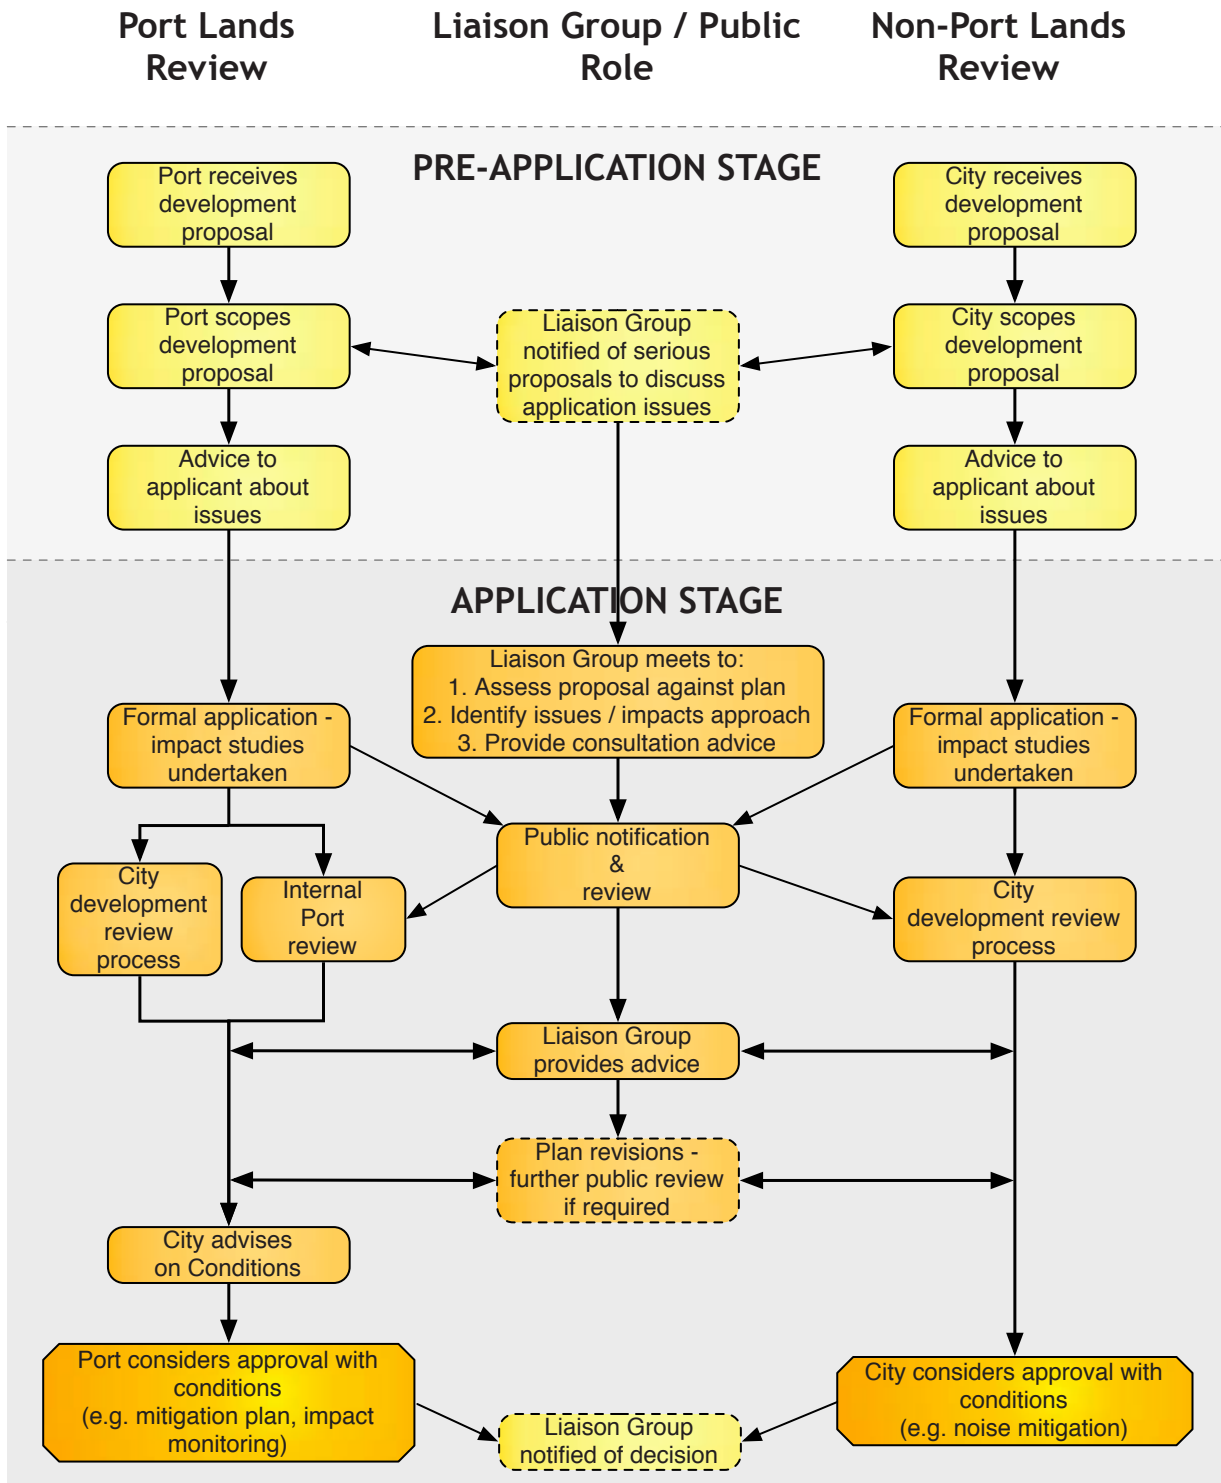 Port Lands
Review
Liaison Group / Public
Role
Non-Port Lands
Review
PRE-APPLICATION STAGE
Port receives
development
proposal
City receives
development
proposal
Port scopes
development
proposal
Liaison Group
notified of serious
proposals to discuss
application issues
City scopes
development
proposal
Advice to
applicant about
issues
Advice to
applicant about
issues
APPLICATION STAGE
Liaison Group meets to:
1. Assess proposal against plan
2. Identify issues / impacts approach
3. Provide consultation advice
Formal application -
impact studies
undertaken
Formal application -
impact studies
undertaken
Public notification
&
review
City
development
review
process
Internal
Port
review
City
development review
process
Liaison Group
provides advice
Plan revisions -
further public review
if required
City advises
on Conditions
Port considers approval with
conditions
(e.g. mitigation plan, impact
monitoring)
City considers approval with
conditions
(e.g. noise mitigation)
Liaison Group
notified of decision